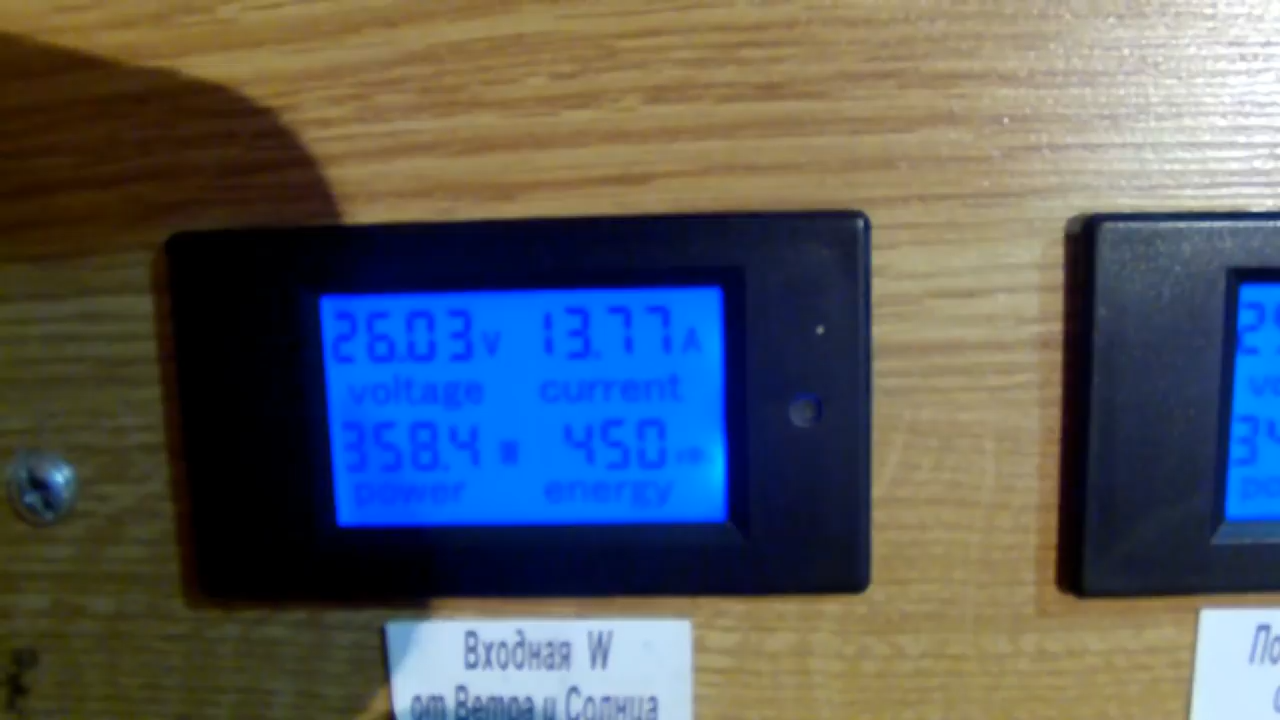 26.03V 13.77A
voltage current
358.4 W 450
power energy
Входная W
от Ветра и Солнца